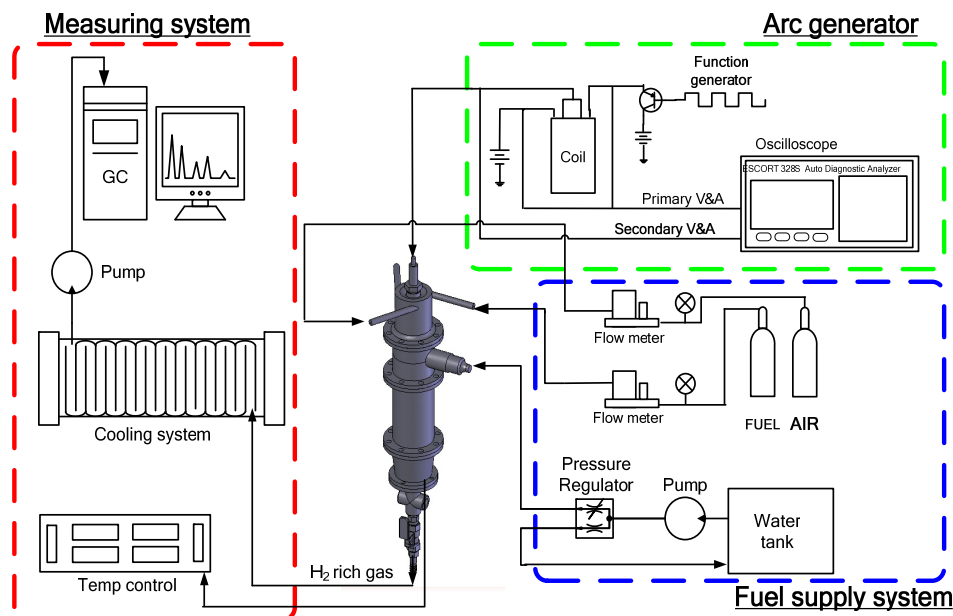 Measuring system
Arc generator
Function
generator
Oscilloscope
ESCORT 328S Auto Diagnostic Analyzer
GC
Coil
Primary V&A
Secondary V&A
Pump
Flow meter
Cooling system
Flow meter
FUEL AIR
Pressure
Regulator
Pump
Water
tank
H2 rich gas
Temp control
Fuel supply system